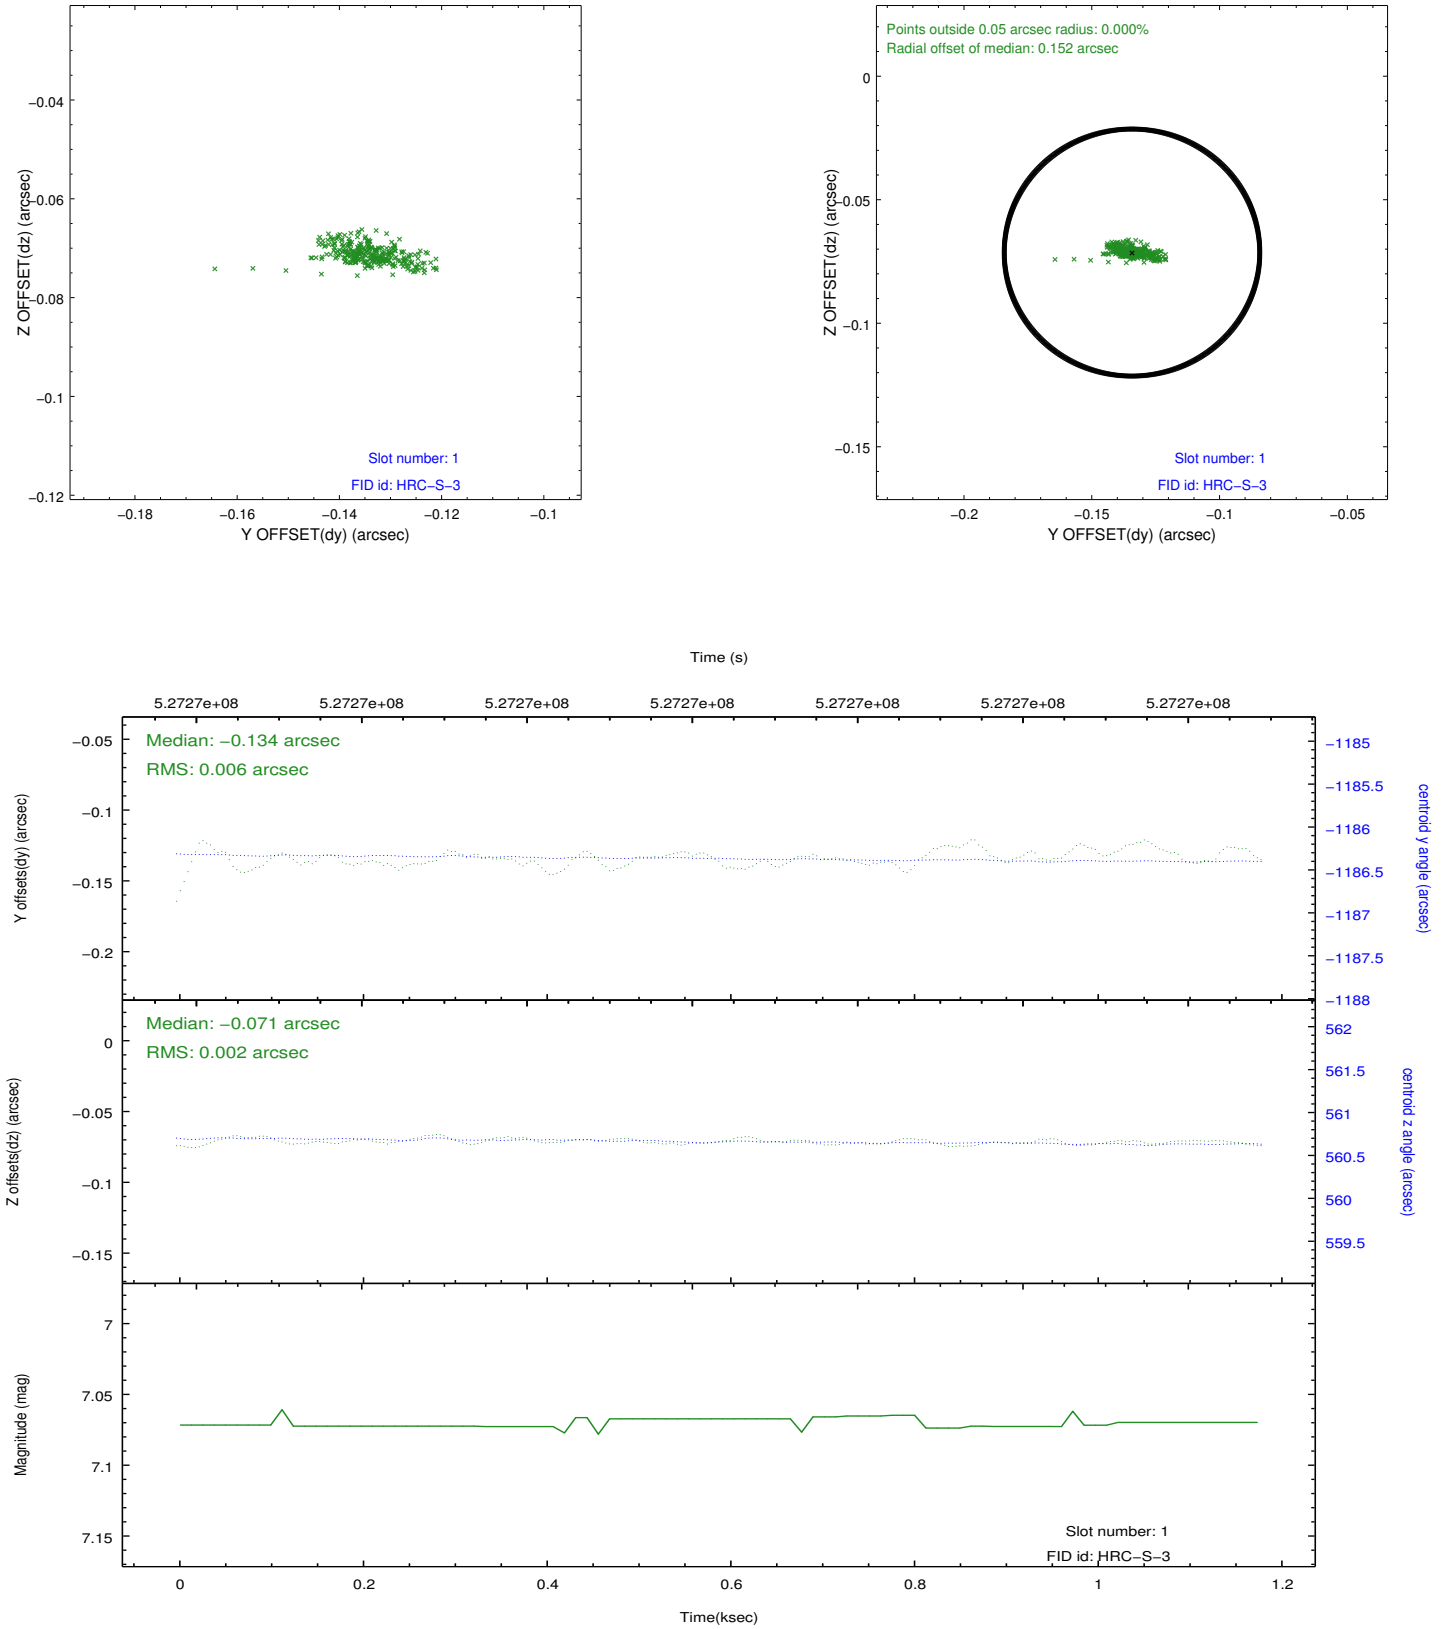 −0.04
−0.06
−0.08
−0.1
−0.12
Z OFFSET(dz) (arcsec)
Slot number: 1
FID id: HRC−S−3
−0.18 −0.16 −0.14 −0.12 −0.1
Y OFFSET(dy) (arcsec)
Points outside 0.05 arcsec radius: 0.000%
Radial offset of median: 0.152 arcsec
0
−0.05
−0.1
−0.15
Z OFFSET(dz) (arcsec)
Slot number: 1
FID id: HRC−S−3
−0.2 −0.15 −0.1 −0.05
Y OFFSET(dy) (arcsec)
Time (s)
5.2727e+08 5.2727e+08 5.2727e+08 5.2727e+08 5.2727e+08 5.2727e+08 5.2727e+08
Median: −0.134 arcsec
RMS: 0.006 arcsec
−0.05
−0.1
−0.15
−0.2
Y offsets(dy) (arcsec)
−1185
−1185.5
−1186
−1186.5
−1187
−1187.5
−1188
centroid y angle (arcsec)
Median: −0.071 arcsec
RMS: 0.002 arcsec
0
−0.05
−0.1
−0.15
Z offsets(dz) (arcsec)
562
561.5
561
560.5
560
559.5
centroid z angle (arcsec)
7
7.05
7.1
7.15
Magnitude (mag)
Slot number: 1
FID id: HRC−S−3
0 0.2 0.4 0.6 0.8 1 1.2
Time(ksec)